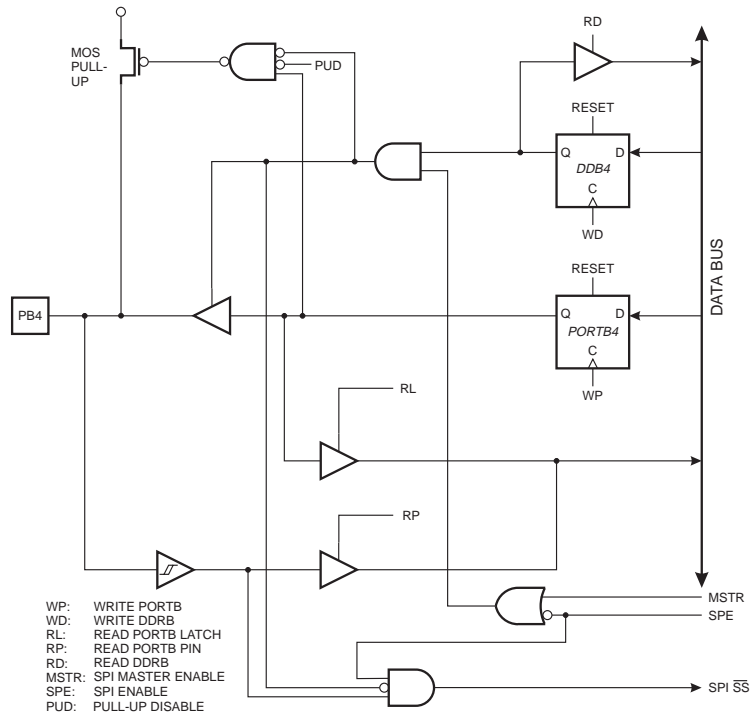 RD
MOS
PULL-
UP
PUD
RESET
Q
D
DDB4
C
WD
RESET
DATA BUS
PB4
Q
D
PORTB4
C
WP
RL
RP
WP: WRITE PORTB
WD: WRITE DDRB
RL: READ PORTB LATCH
RP: READ PORTB PIN
RD: READ DDRB
MSTR: SPI MASTER ENABLE
SPE: SPI ENABLE
PUD: PULL-UP DISABLE
MSTR
SPE
SPI S̅S̅